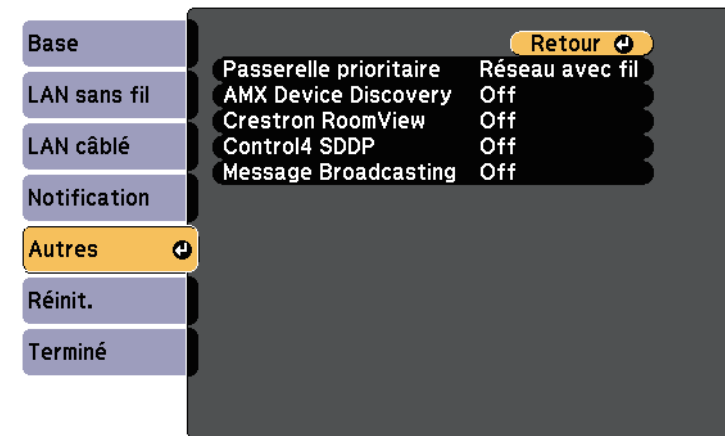 Base
LAN sans fil
LAN câblé
Notification
Autres
Réinit.
Terminé
Retour
Passerelle prioritaire Réseau avec fil
AMX Device Discovery Off
Crestron RoomView Off
Control4 SDDP Off
Message Broadcasting Off